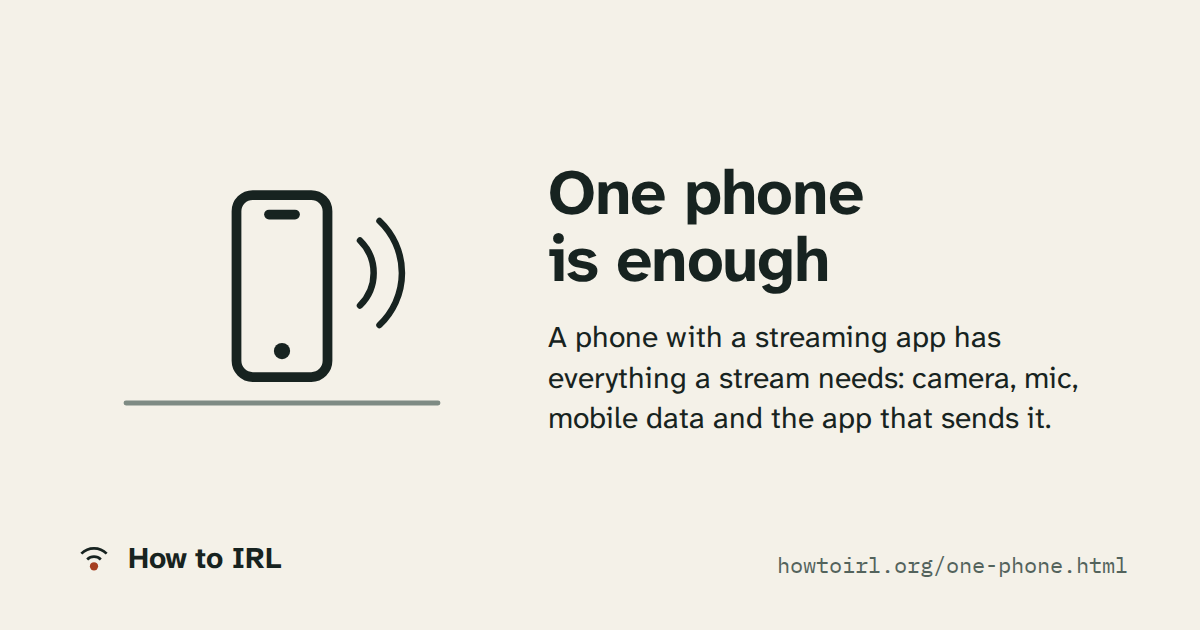 One phone
is enough
A phone with a streaming app has
everything a stream needs: camera, mic,
mobile data and the app that sends it.
How to IRL
howtoirl.org/one-phone.html